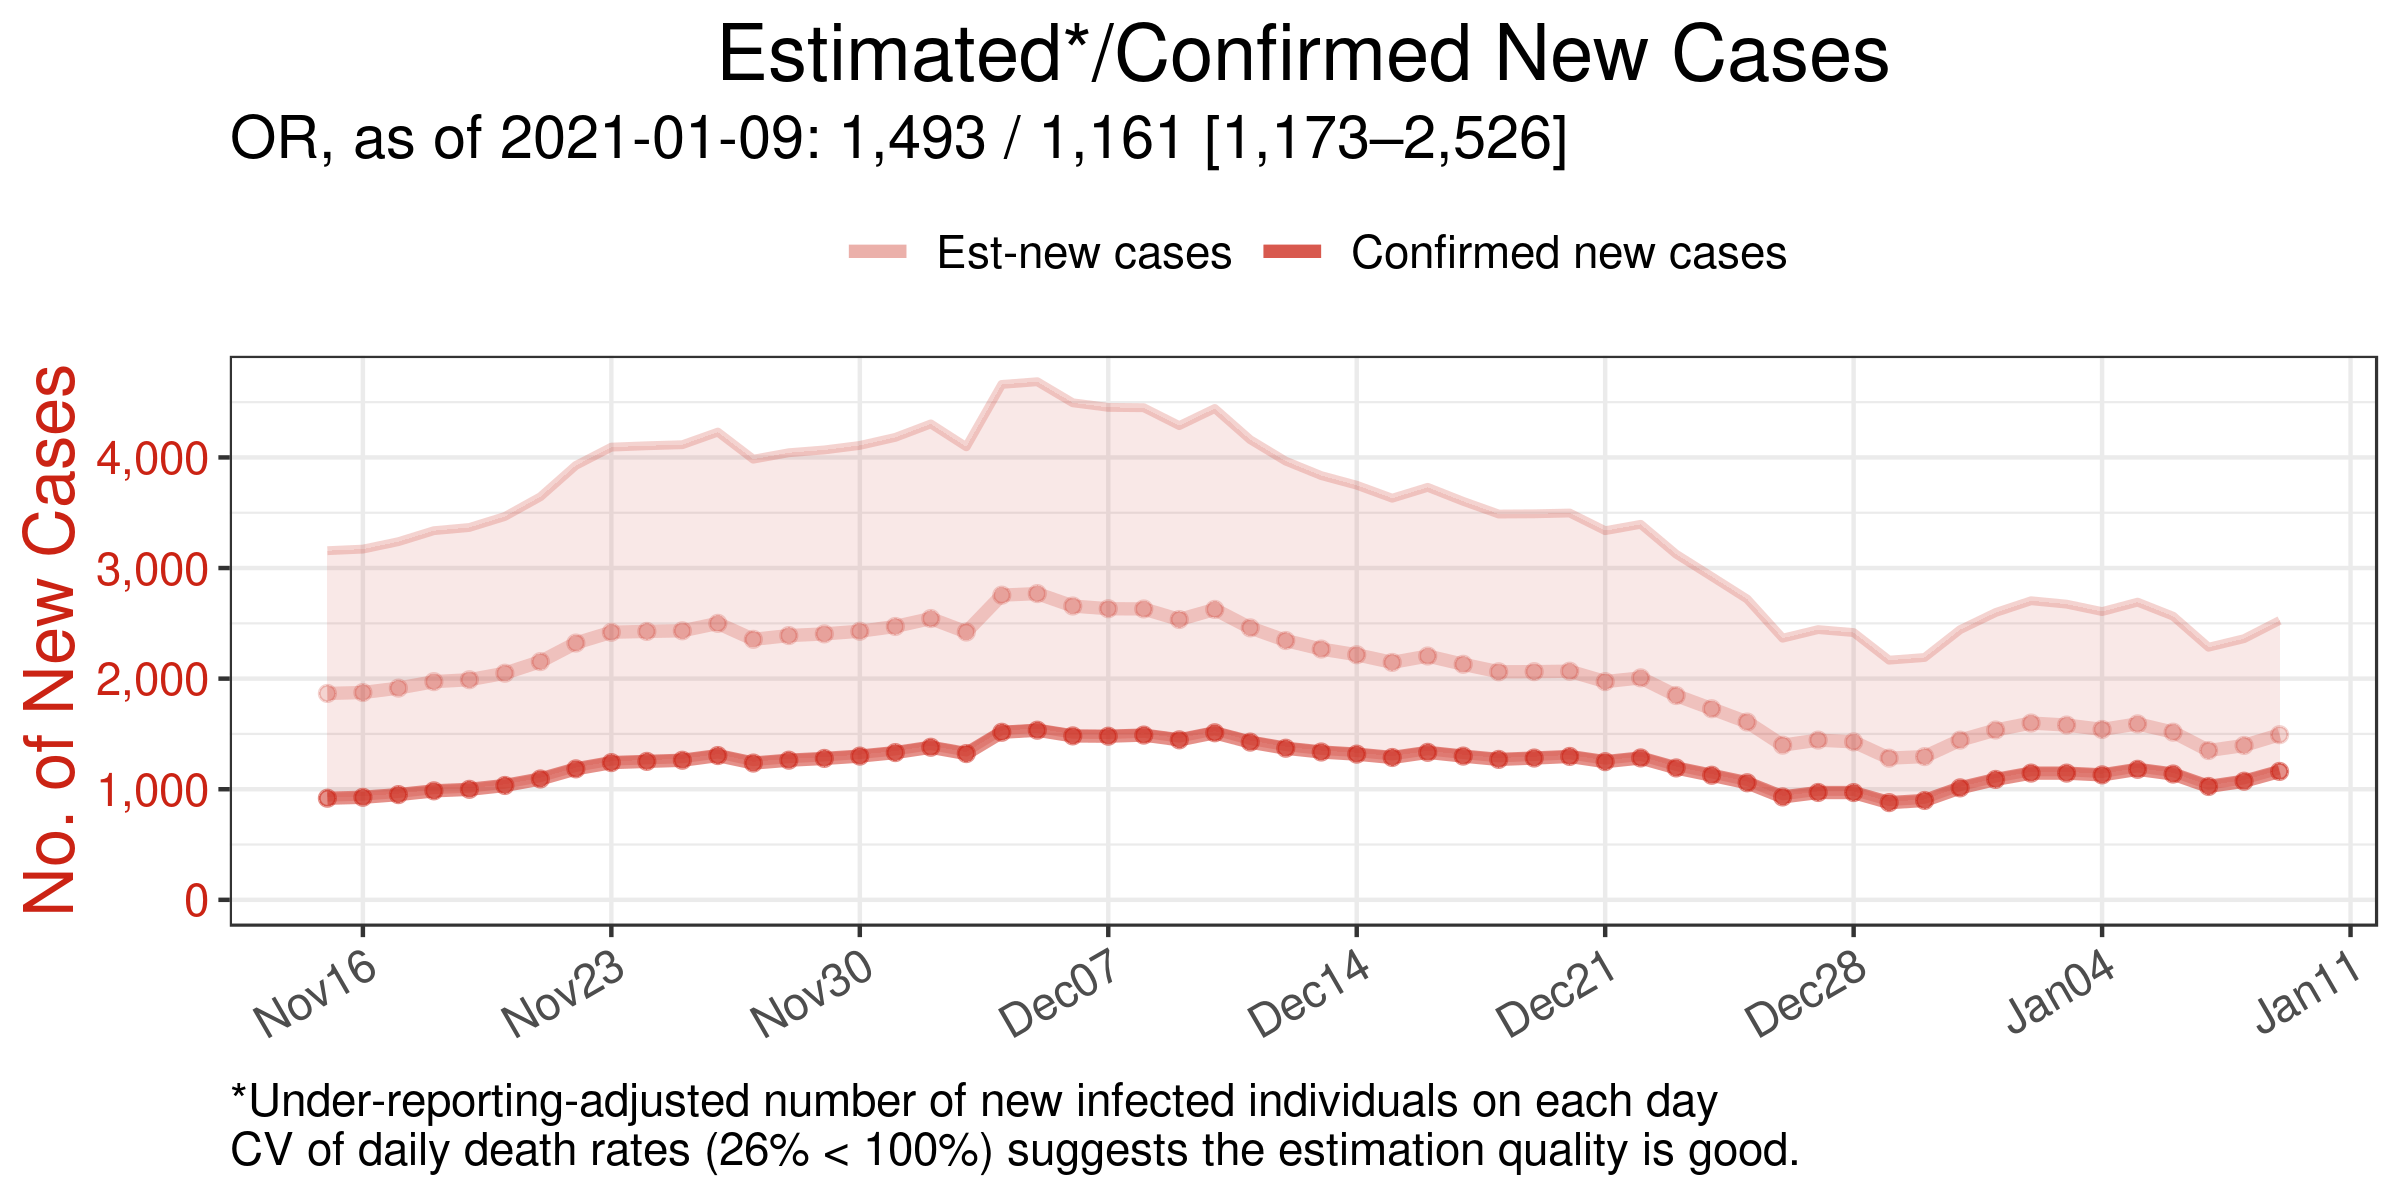 Estimated*/Confirmed New Cases
OR, as of 2021-01-09: 1,493 / 1,161 [1,173–2,526]
Est-new cases Confirmed new cases
No. of New Cases
4,000
3,000
2,000
1,000
0
Nov16 Nov23 Nov30 Dec07 Dec14 Dec21 Dec28 Jan04 Jan11
*Under-reporting-adjusted number of new infected individuals on each day
CV of daily death rates (26% < 100%) suggests the estimation quality is good.